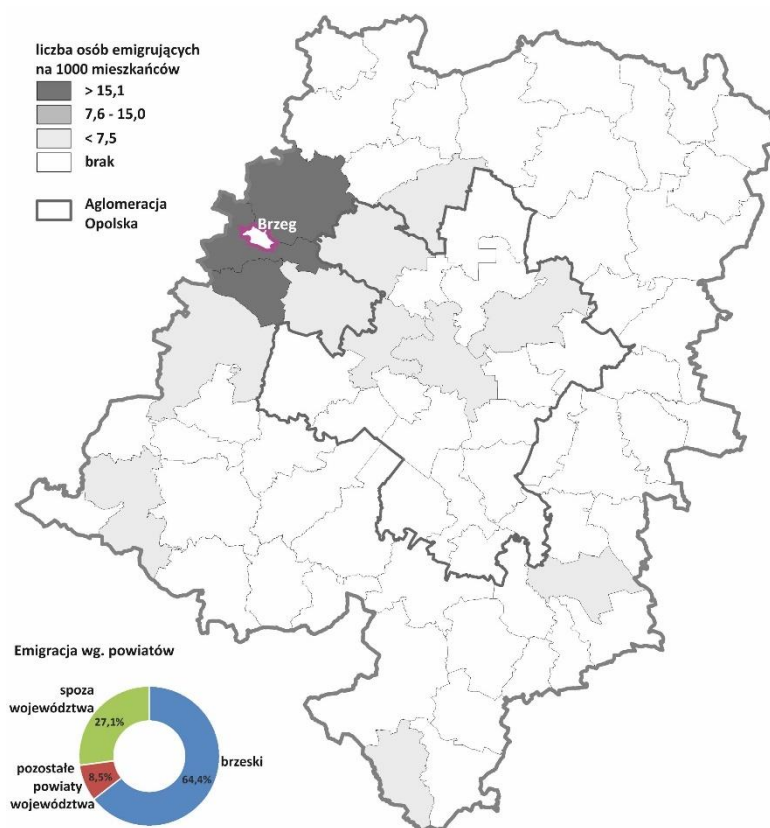 liczba osób emigrujących
na 1000 mieszkańców
> 15,1
7,6 - 15,0
< 7,5
brak
Aglomeracja
Opolska
Brzeg
Emigracja wg. powiatów
spoza
województwa
27,1%
brzeski
pozostałe
powiaty
województwa
8,5%
64,4%